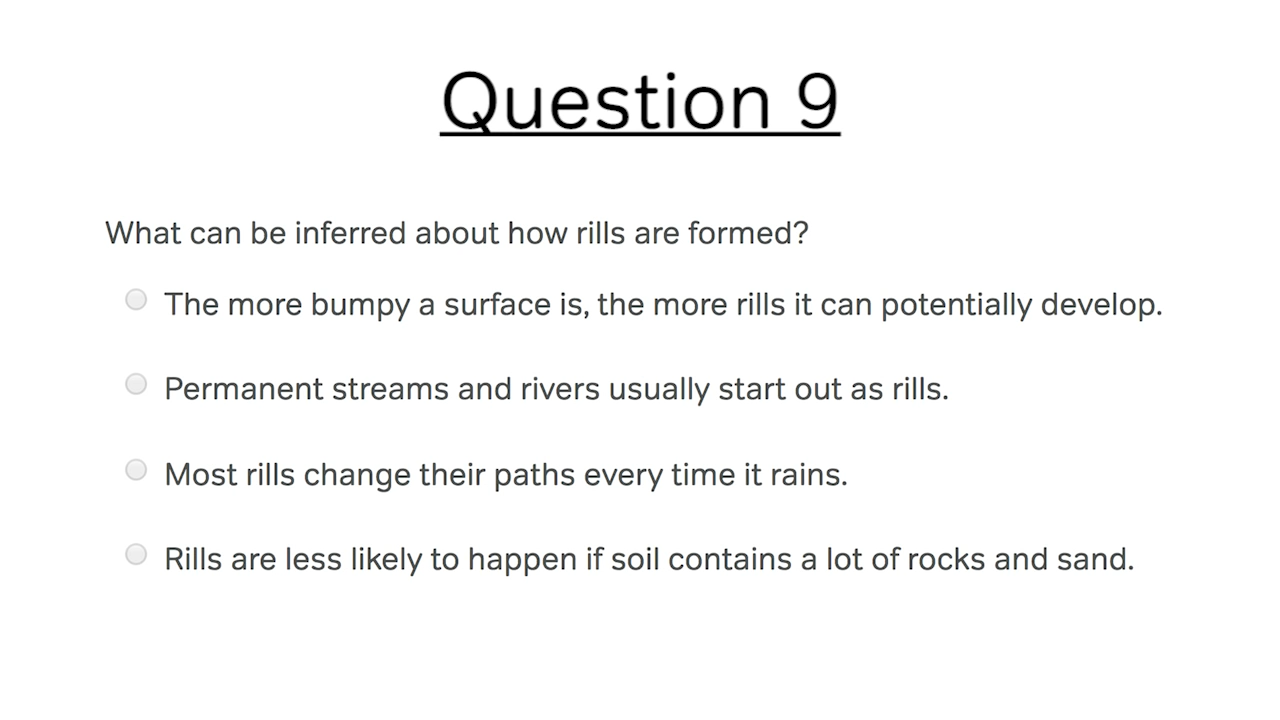 Question 9
What can be inferred about how rills are formed?
The more bumpy a surface is, the more rills it can potentially develop.
Permanent streams and rivers usually start out as rills.
Most rills change their paths every time it rains.
Rills are less likely to happen if soil contains a lot of rocks and sand.